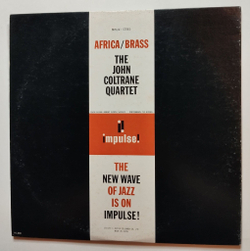 AFRICA/BRASS
THE
JOHN
COLTRANE
QUARTET
impulse!
THE
NEW WAVE
OF JAZZ
IS ON
IMPULSE!